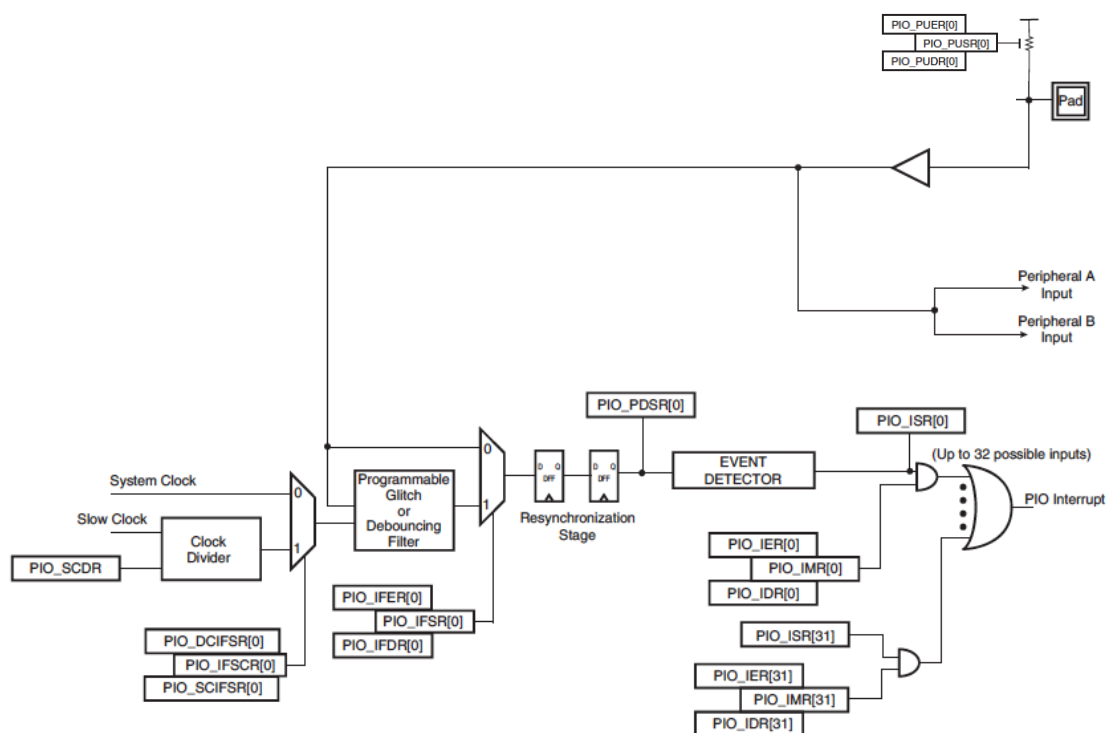 PIO_PUER[0]
PIO_PUSR[0]
PIO_PUDR[0]
Pad
Peripheral A
Input
Peripheral B
Input
PIO_PDSR[0]
PIO_ISR[0]
(Up to 32 possible inputs)
System Clock
0
Slow Clock
Clock
Divider
1
PIO_SCDR
Programmable
Glitch
or
Debouncing
Filter
0
1
D Q
DFF
D Q
DFF
Resynchronization
Stage
EVENT
DETECTOR
PIO Interrupt
PIO_DCIFSR[0]
PIO_IFSCR[0]
PIO_SCIFSR[0]
PIO_IFER[0]
PIO_IFSR[0]
PIO_IFDR[0]
PIO_IER[0]
PIO_IMR[0]
PIO_IDR[0]
PIO_ISR[31]
PIO_IER[31]
PIO_IMR[31]
PIO_IDR[31]